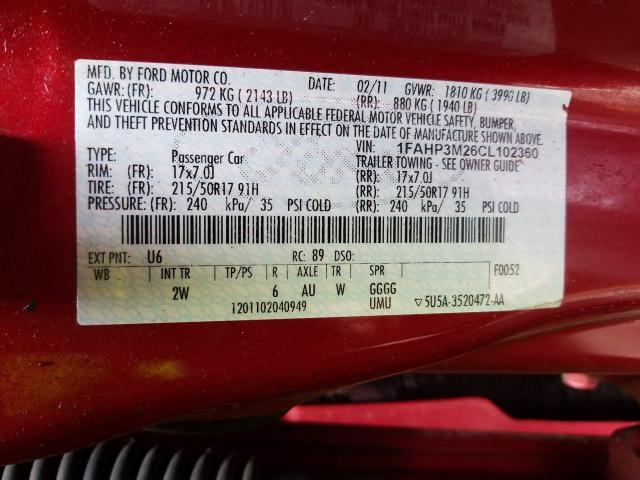 MFD. BY FORD MOTOR CO. DATE: 02/11 GVWR: 1810 KG ( 3990 LB)
GAWR: (FR): 972 KG ( 2143 LB) (RR): 880 KG ( 1940 LB)
THIS VEHICLE CONFORMS TO ALL APPLICABLE FEDERAL MOTOR VEHICLE SAFETY, BUMPER,
AND THEFT PREVENTION STANDARDS IN EFFECT ON THE DATE OF MANUFACTURE SHOWN ABOVE.
VIN: 1FAHP3M26CL102360
TYPE: Passenger Car TRAILER TOWING - SEE OWNER GUIDE
RIM: (FR): 17x7.0J (RR): 17x7.0J
TIRE: (FR): 215/50R17 91H (RR): 215/50R17 91H
PRESSURE: (FR): 240 kPa/ 35 PSI COLD (RR): 240 kPa/ 35 PSI COLD
EXT PNT: U6 RC: 89 DSO:
WB INT TR TP/PS R AXLE TR SPR F0052
2W 6 AU W GGGG
1201102040949 UMU ▽5U5A-3520472-AA